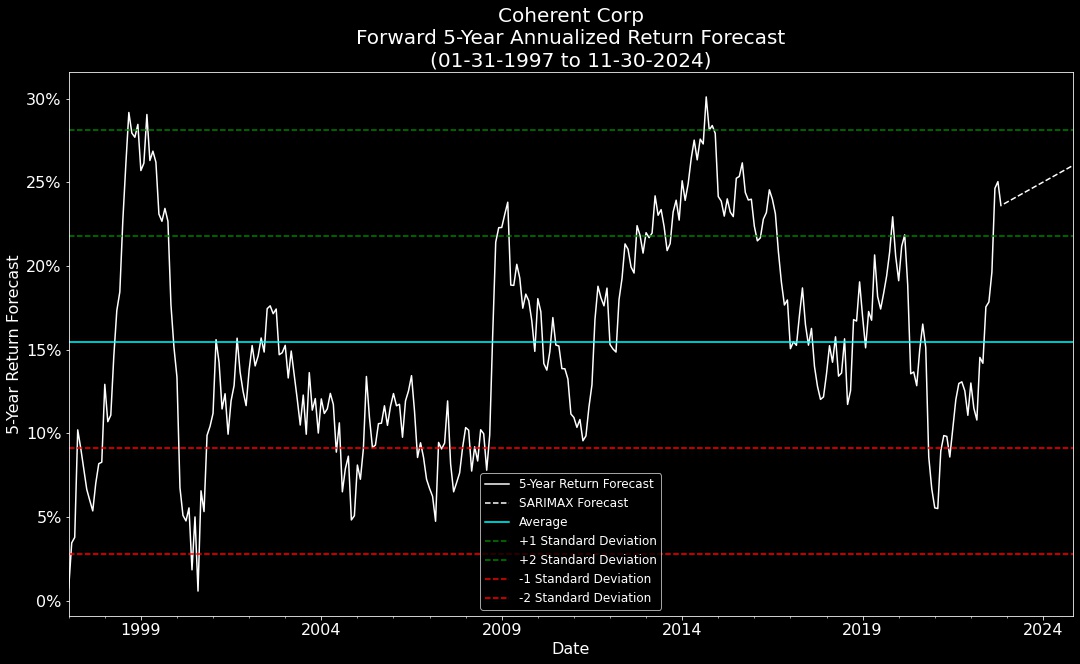 Coherent Corp
Forward 5-Year Annualized Return Forecast
(01-31-1997 to 11-30-2024)
5-Year Return Forecast
30%
25%
20%
15%
10%
5%
0%
5-Year Return Forecast
SARIMAX Forecast
Average
+1 Standard Deviation
+2 Standard Deviation
-1 Standard Deviation
-2 Standard Deviation
1999 2004 2009 2014 2019 2024
Date